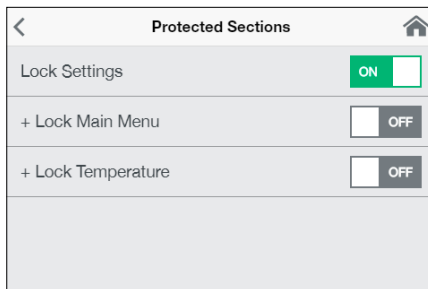 Protected Sections
Lock Settings ON
+ Lock Main Menu OFF
+ Lock Temperature OFF